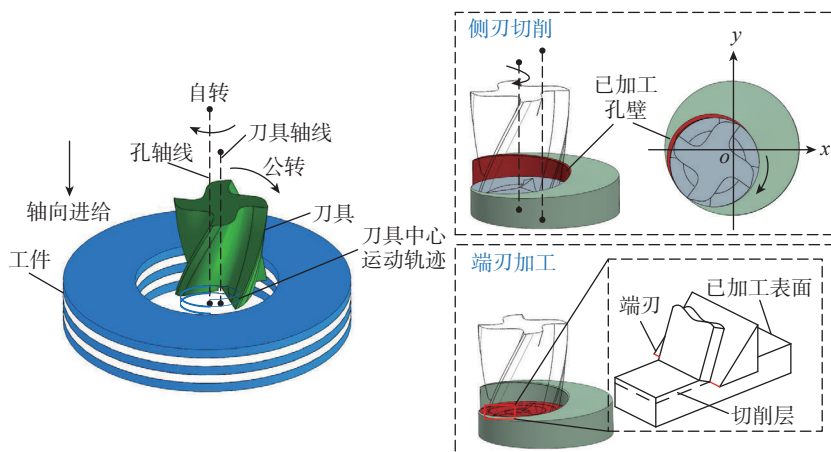 自转
刀具轴线
孔轴线
公转
轴向进给
刀具
刀具中心
运动轨迹
工件
侧刃切削
已加工
孔壁
y
x
o
端刃加工
已加工表面
端刃
切削层